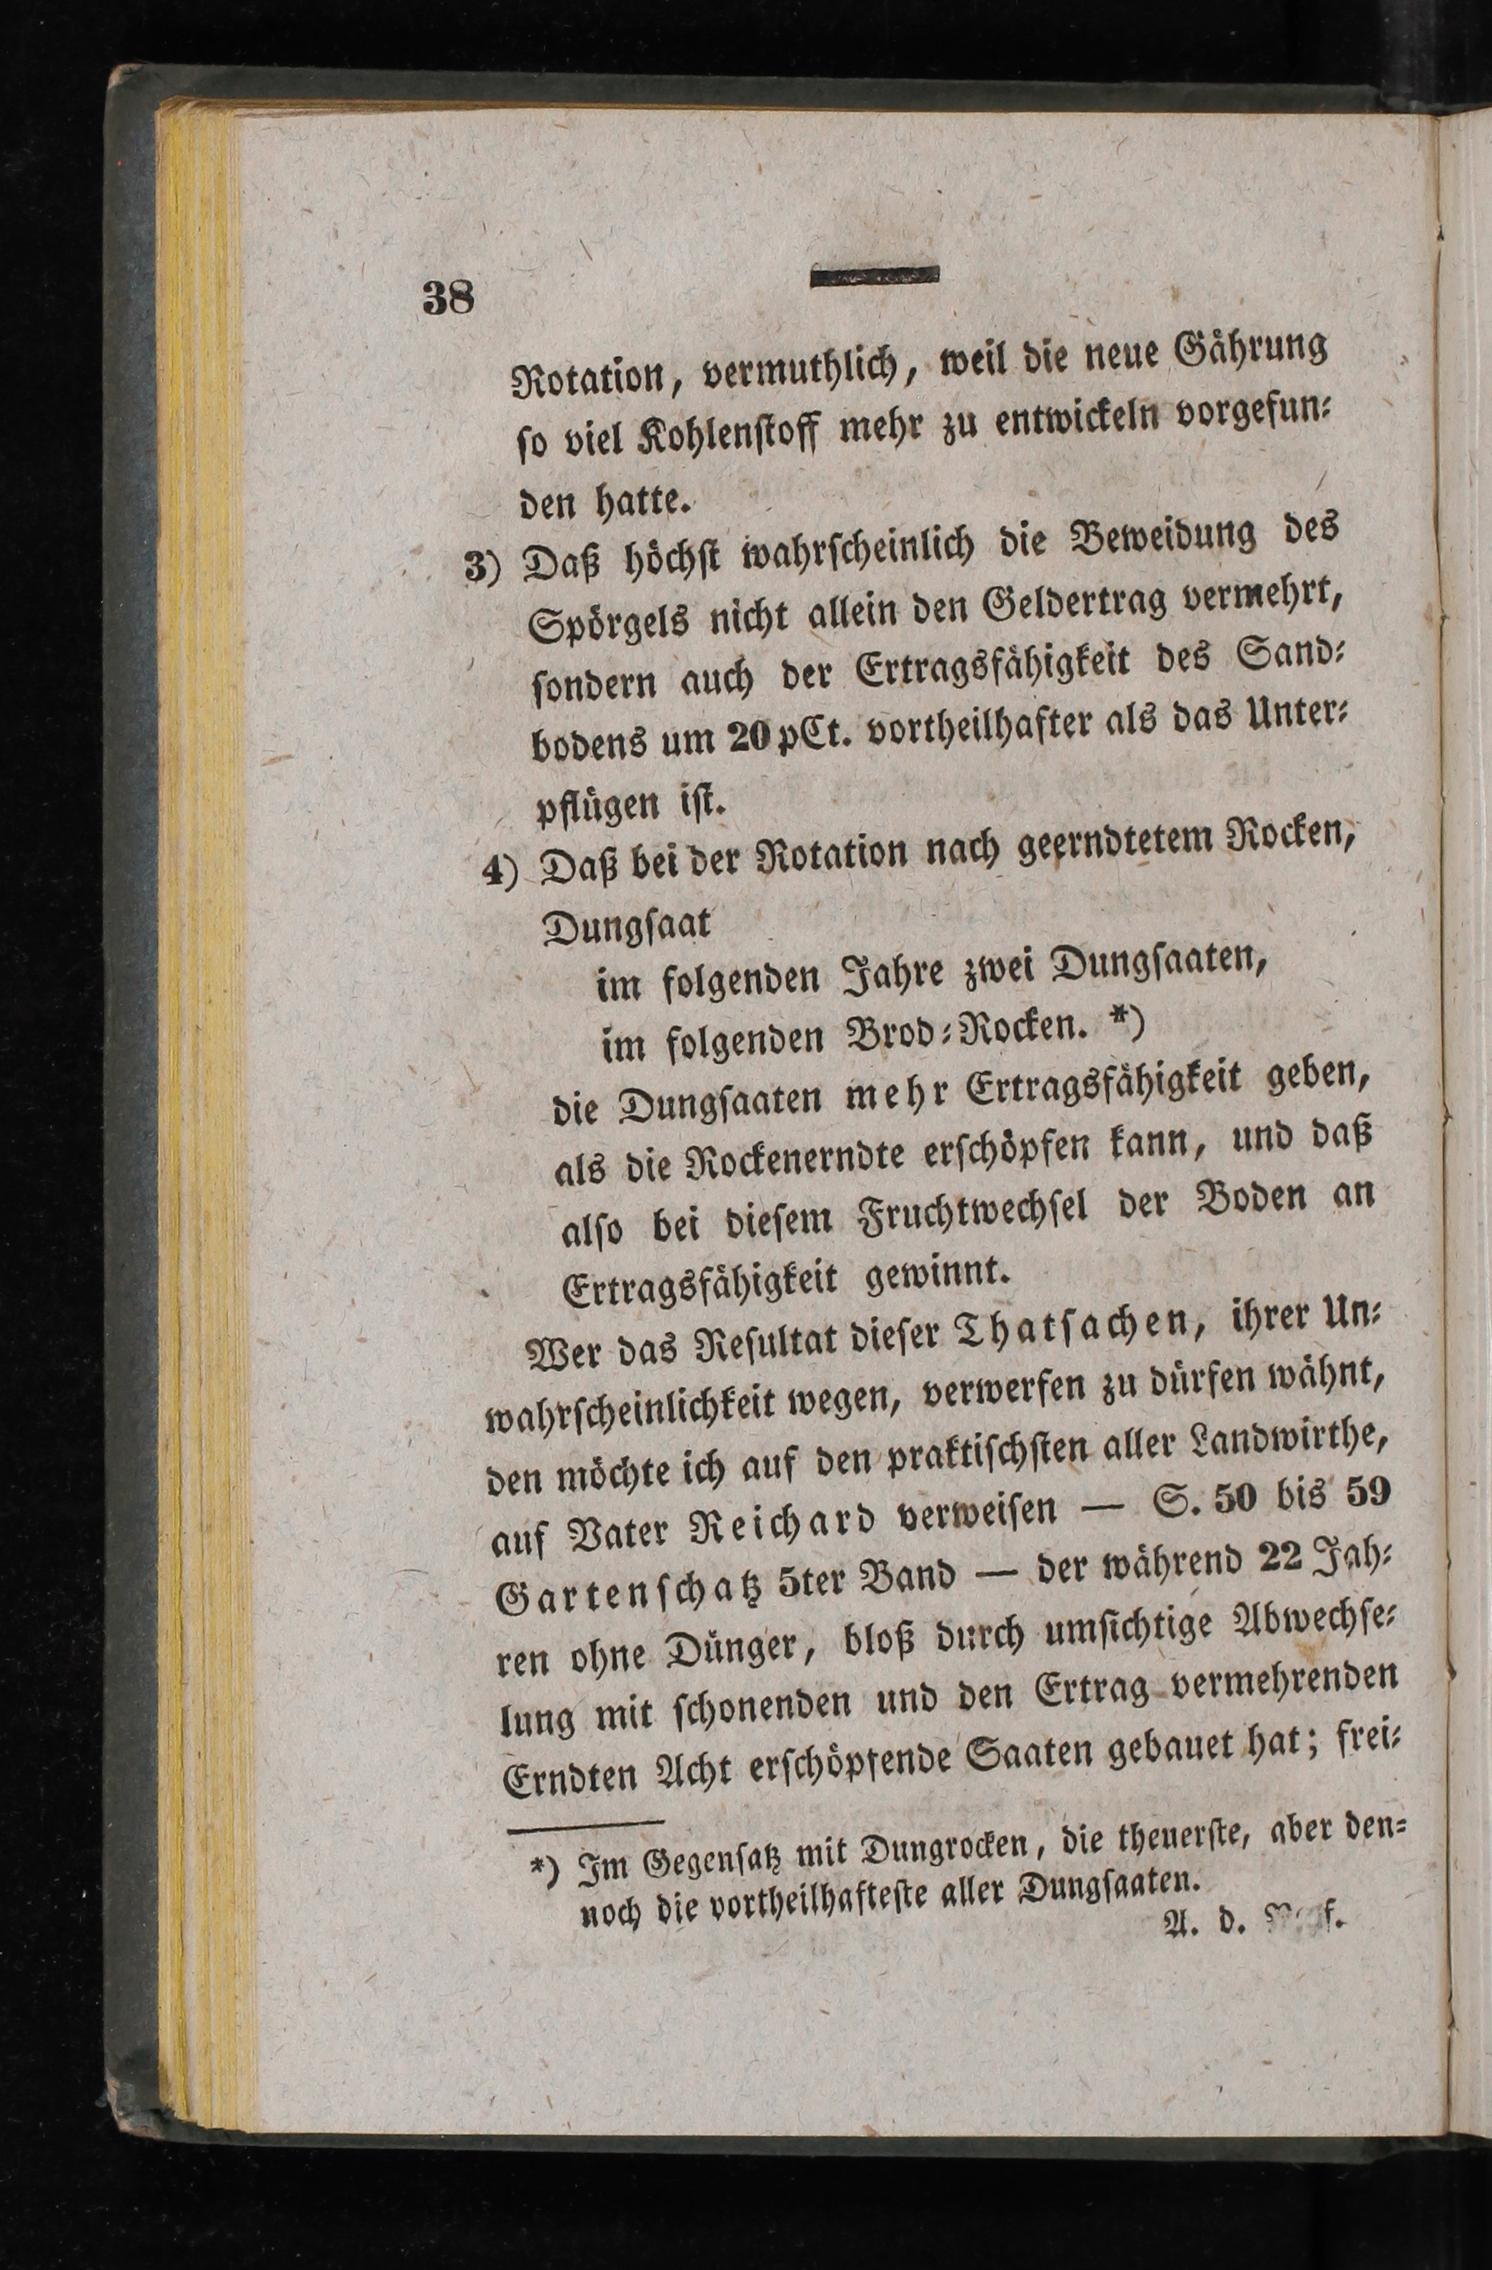 38
Rotation, vermuthlich, weil die neue Gährung
so viel Kohlenstoff mehr zu entwickeln vorgefun-
den hatte.
3) Daß höchst wahrscheinlich die Beweidung des
Spörgels nicht allein den Geldertrag vermehrt,
sondern auch der Ertragsfähigkeit des Sand-
bodens um 20 pCt. vortheilhafter als das Unter-
pflügen ist.
4) Daß bei der Rotation nach geerndtetem Rocken,
Dungsaat
im folgenden Jahre zwei Dungsaaten,
im folgenden Brod-Rocken. *)
die Dungsaaten mehr Ertragsfähigkeit geben,
als die Rockenerndte erschöpfen kann, und daß
also bei diesem Fruchtwechsel der Boden an
Ertragsfähigkeit gewinnt.
Wer das Resultat dieser Thatsachen, ihrer Un-
wahrscheinlichkeit wegen, verwerfen zu dürfen wähnt,
den möchte ich auf den praktischsten aller Landwirthe,
auf Vater Reichard verweisen — S. 50 bis 59
Gartenschatz 5ter Band — der während 22 Jah-
ren ohne Dünger, bloß durch umsichtige Abwechse-
lung mit schonenden und den Ertrag vermehrenden
Erndten Acht erschöpfende Saaten gebauet hat; frei-
*) Im Gegensatz mit Dungrocken, die theuerste, aber den-
noch die vortheilhafteste aller Dungsaaten.
A. d.